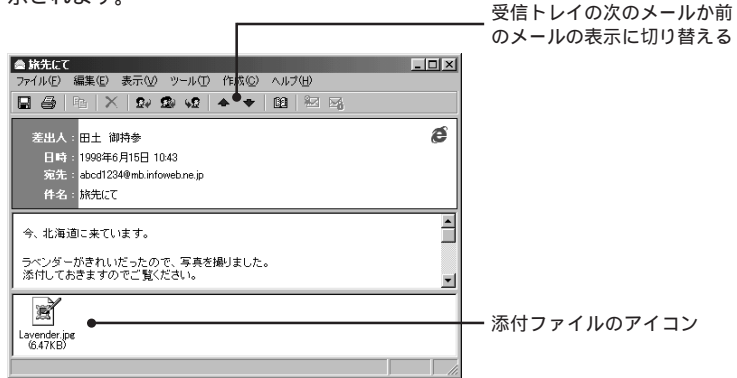 示されます。
受信トレイの次のメールか前
のメールの表示に切り替える
旅先にて
ファイル(F) 編集(E) 表示(V) ツール(T) 作成(C) ヘルプ(H)
差出人：田土 御持参
日時：1998年6月15日 10:43
宛先：abcd1234@mb.infoweb.ne.jp
件名：旅先にて
今、北海道に来ています。
ラベンダーがきれいだったので、写真を撮りました。
添付しておきますのでご覧ください。
Lavender.jpg
(6.47KB)
添付ファイルのアイコン